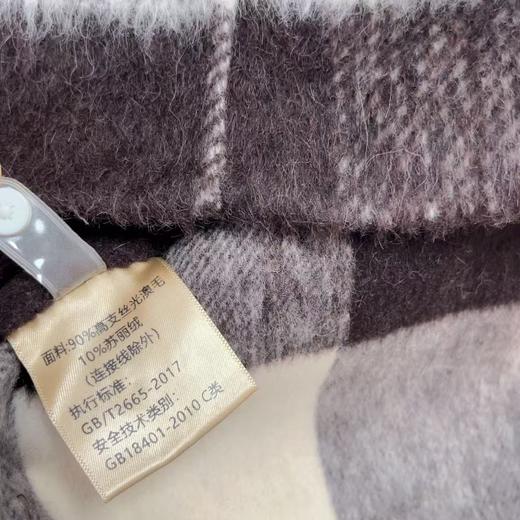 面料:90%高支丝光澳毛
10%苏丽绒
(连接线除外)
执行标准:
GB/T2665-2017
安全技术类别:
GB18401-2010 C类